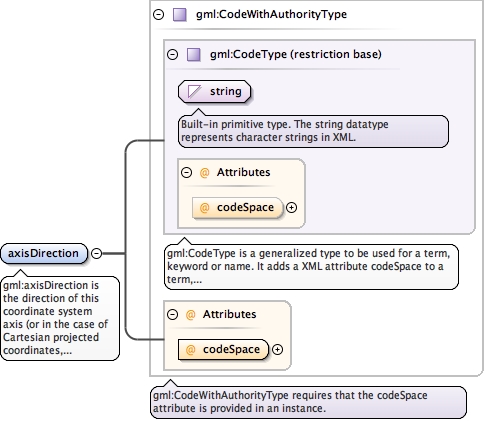 gml:CodeWithAuthorityType
gml:CodeType (restriction base)
string
Built-in primitive type. The string datatype
represents character strings in XML.
@ Attributes
@ codeSpace
gml:CodeType is a generalized type to be used for a term,
keyword or name. It adds a XML attribute codeSpace to a
term,...
axisDirection
gml:axisDirection is
the direction of this
coordinate system
axis (or in the case of
Cartesian projected
coordinates,...
@ Attributes
@ codeSpace
gml:CodeWithAuthorityType requires that the codeSpace
attribute is provided in an instance.